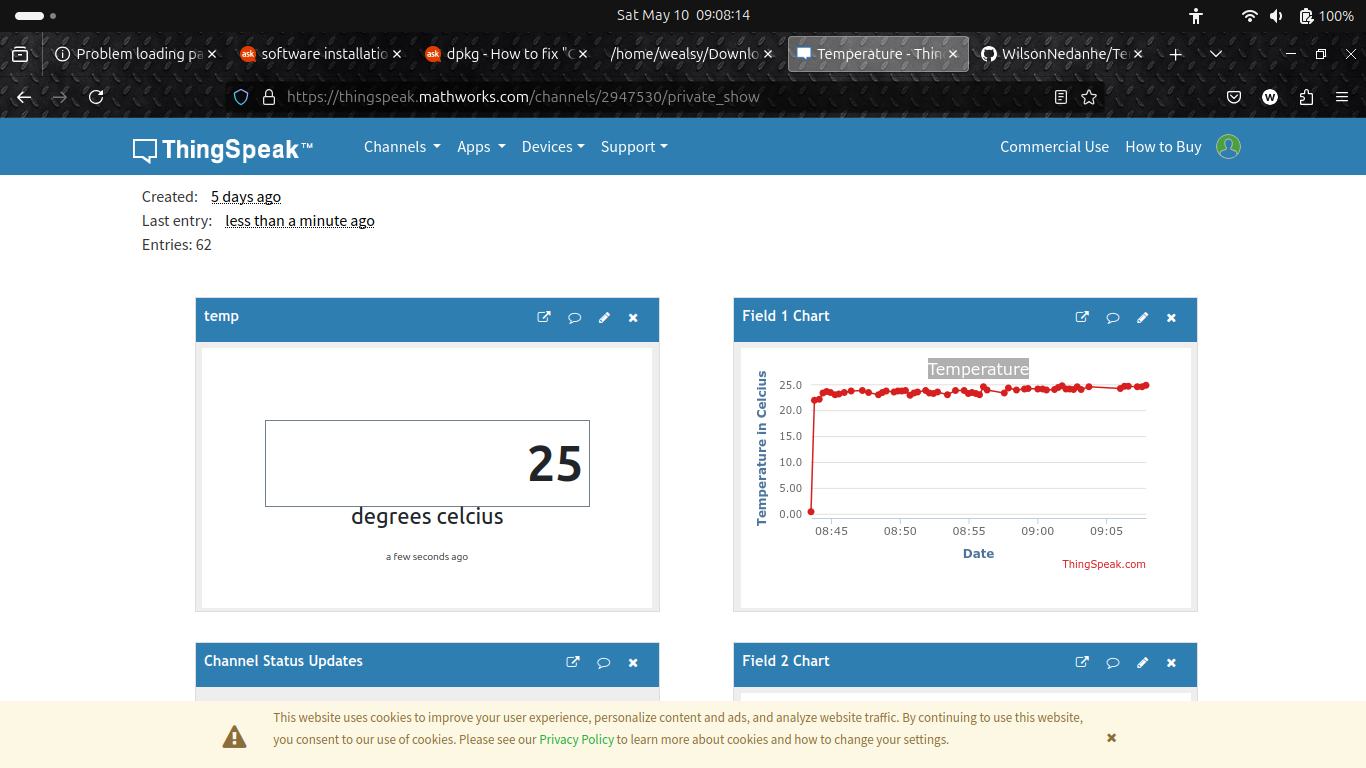 Sat May 10 09:08:14
100%
Problem loading pa
ask software installatio
ask dpkg - How to fix "C
/home/wealsy/Downlo
Temperature - Thin
WilsonNedanhe/Te
https://thingspeak.mathworks.com/channels/2947530/private_show
W
ThingSpeak™
Channels
Apps
Devices
Support
Commercial Use
How to Buy
Created: 5 days ago
Last entry: less than a minute ago
Entries: 62
temp
25
degrees celcius
a few seconds ago
Field 1 Chart
Temperature
Temperature in Celcius
25.0
20.0
15.0
10.0
5.00
0.00
08:45 08:50 08:55 09:00 09:05
Date
ThingSpeak.com
Channel Status Updates
Field 2 Chart
This website uses cookies to improve your user experience, personalize content and ads, and analyze website traffic. By continuing to use this website,
you consent to our use of cookies. Please see our Privacy Policy to learn more about cookies and how to change your settings.